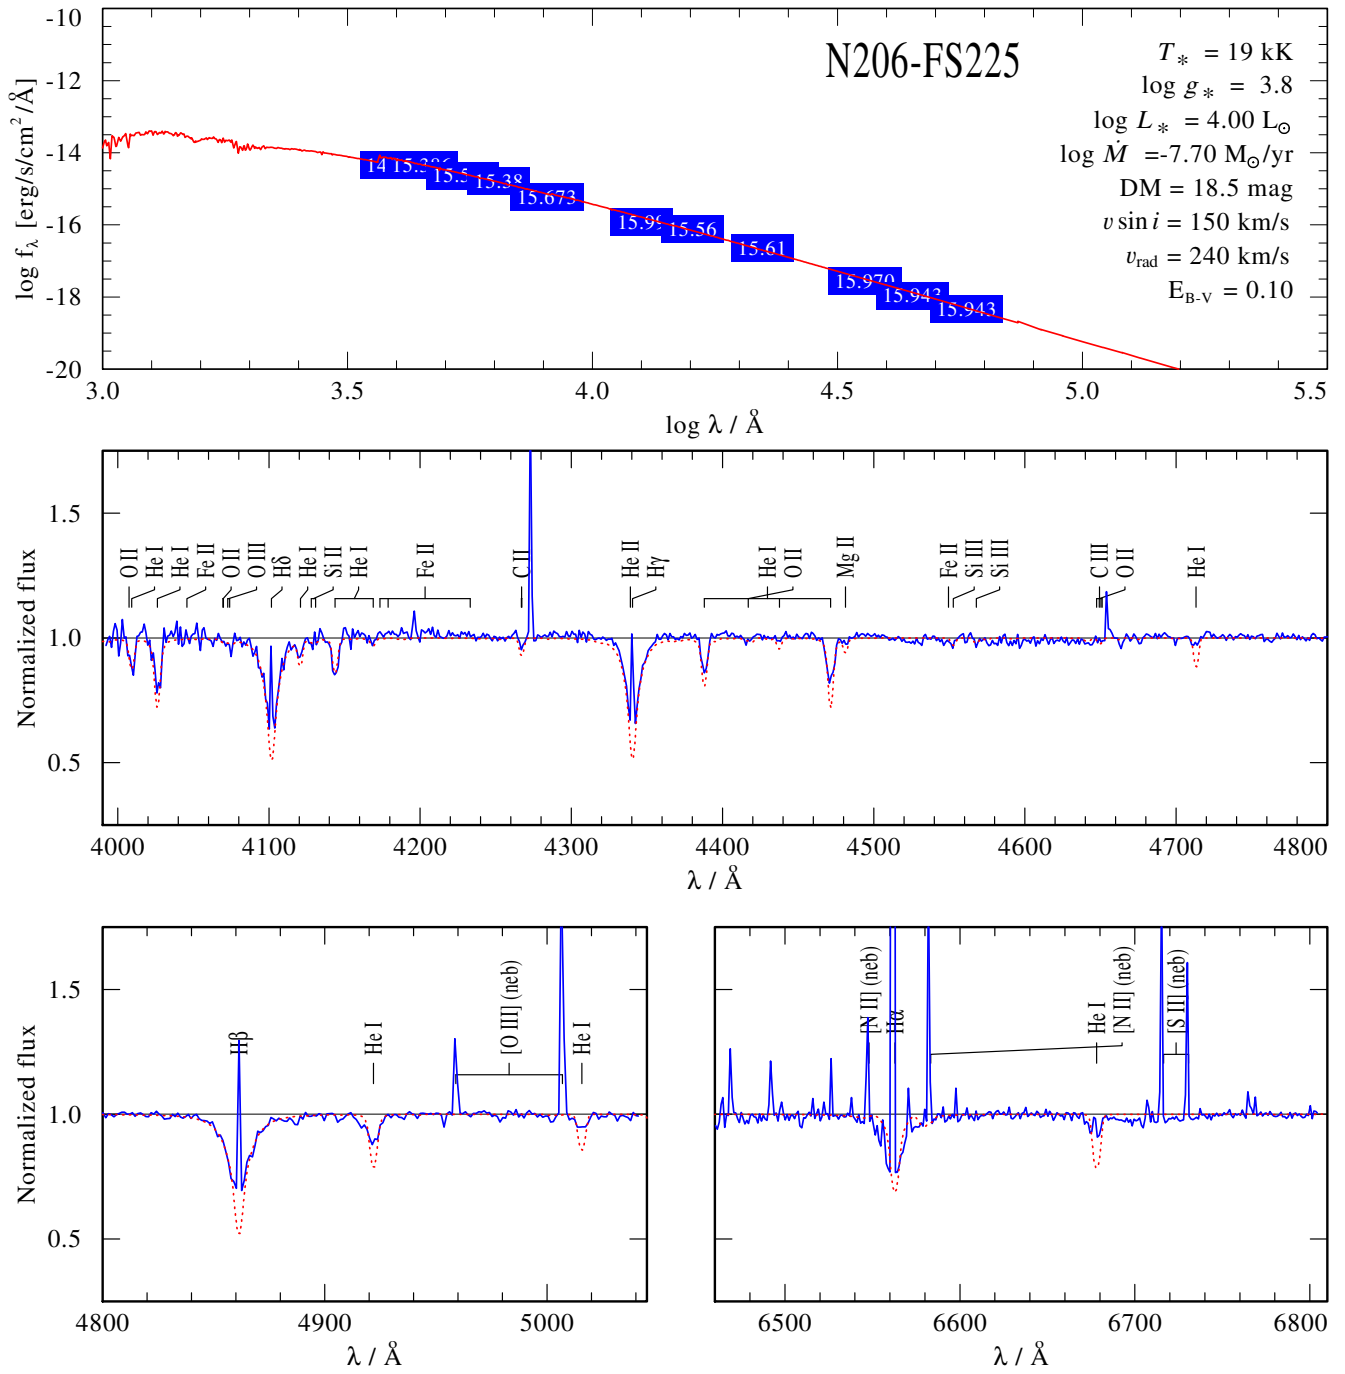 N206-FS225
T* = 19 kK
log g* = 3.8
log L* = 4.00 L⊙
log Ṁ =-7.70 M⊙/yr
DM = 18.5 mag
v sin i = 150 km/s
vrad = 240 km/s
EB-V = 0.10
log fλ [erg/s/cm²/Å]
-10
-12
-14
-16
-18
-20
15.38
15.673
15.56
15.61
15.970
15.943
15.943
3.0 3.5 4.0 4.5 5.0 5.5
log λ / Å
Normalized flux
1.5
1.0
0.5
O II
He I
He I
Fe II
O II
O III
Hδ
He I
Si II
He I
Fe II
C II
He II
Hγ
He I
O II
Mg II
Fe II
Si III
Si III
C III
O II
He I
4000 4100 4200 4300 4400 4500 4600 4700 4800
λ / Å
Normalized flux
1.5
1.0
0.5
Hβ
He I
[O III] (neb)
He I
4800 4900 5000
λ / Å
[N II] (neb)
Hα
He I
[N II] (neb)
[S II] (neb)
6500 6600 6700 6800
λ / Å